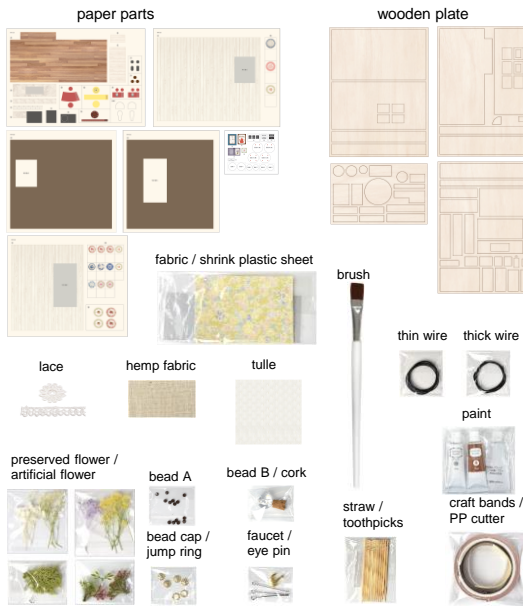 paper parts
wooden plate
fabric / shrink plastic sheet
brush
thin wire
thick wire
lace
hemp fabric
tulle
paint
preserved flower /
artificial flower
bead A
bead B / cork
bead cap /
jump ring
faucet /
eye pin
straw /
toothpicks
craft bands /
PP cutter